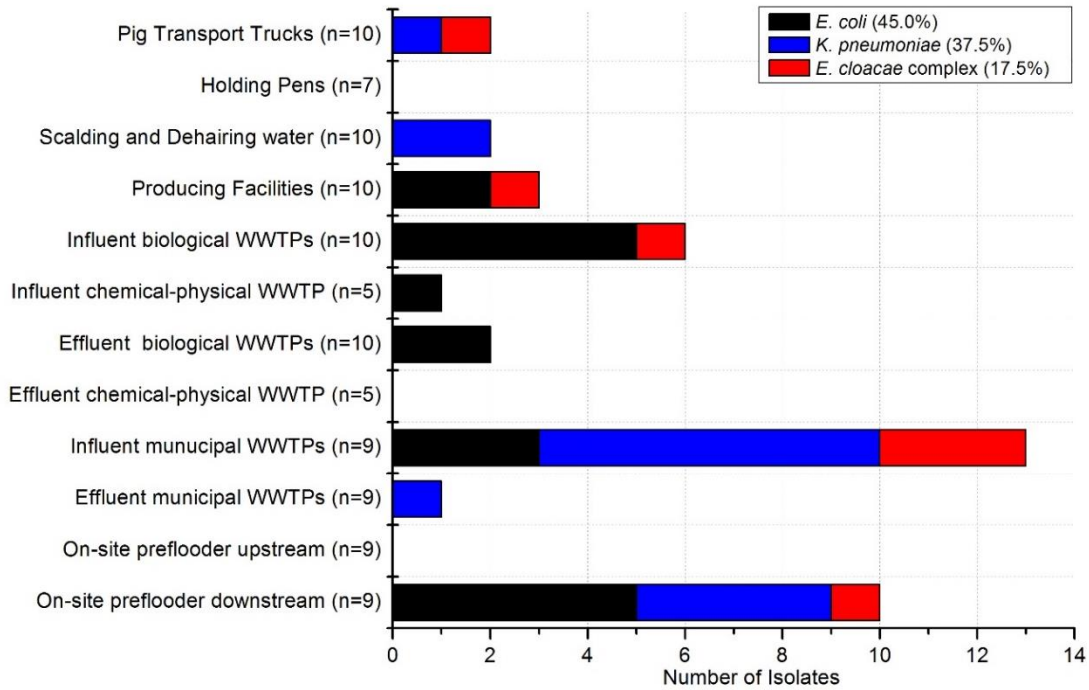 E. coli (45.0%)
K. pneumoniae (37.5%)
E. cloacae complex (17.5%)
Pig Transport Trucks (n=10)
Holding Pens (n=7)
Scalding and Dehairing water (n=10)
Producing Facilities (n=10)
Influent biological WWTPs (n=10)
Influent chemical-physical WWTP (n=5)
Effluent  biological WWTPs (n=10)
Effluent chemical-physical WWTP (n=5)
Influent munucipal WWTPs (n=9)
Effluent municipal WWTPs (n=9)
On-site preflooder upstream (n=9)
On-site preflooder downstream (n=9)
0 2 4 6 8 10 12 14
Number of Isolates